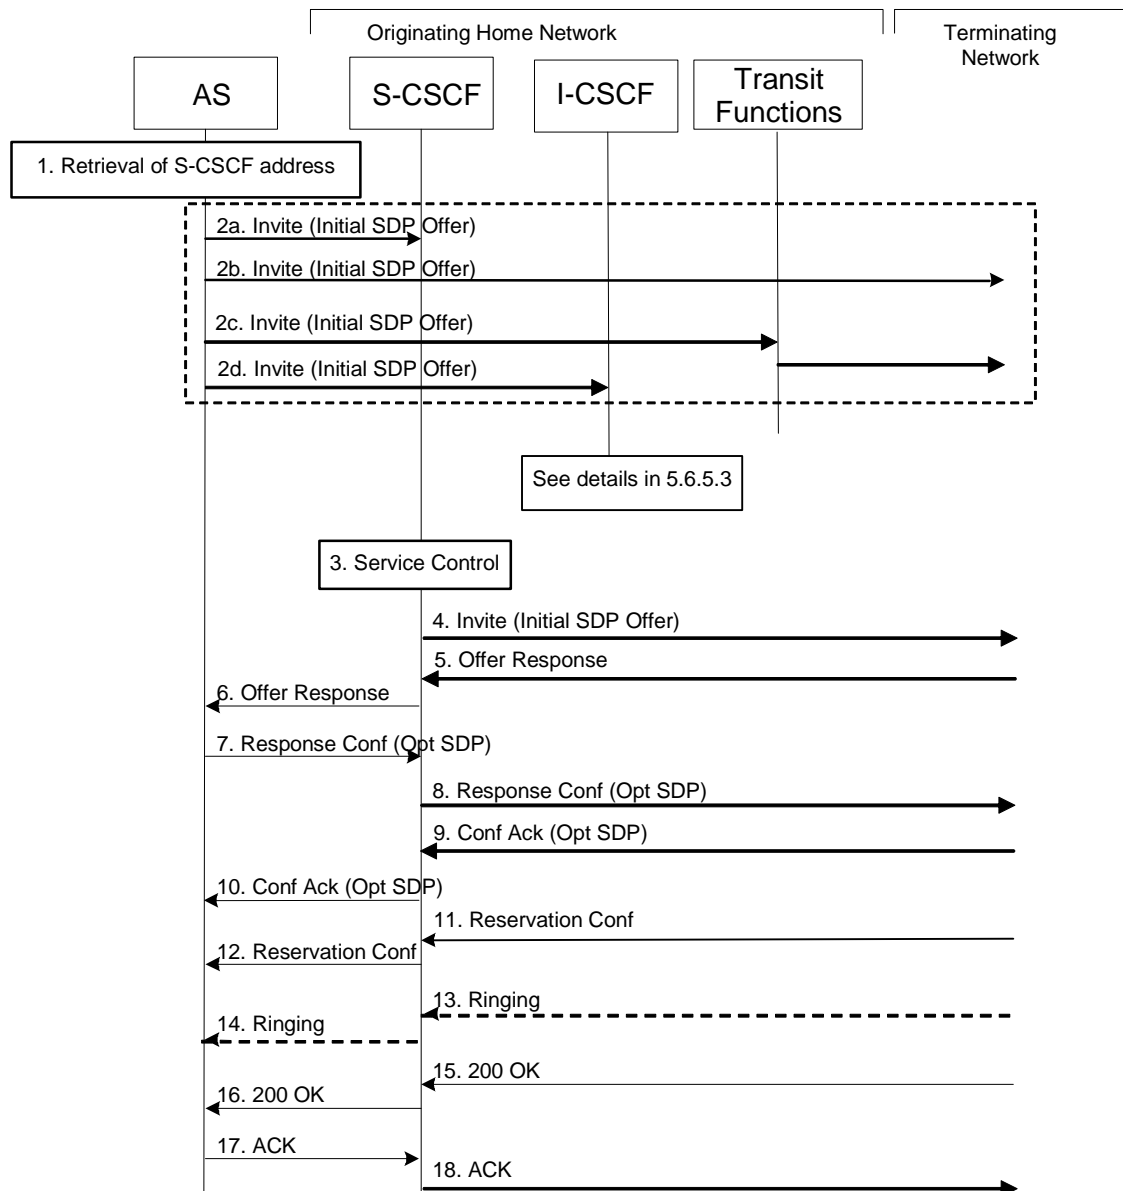 Originating Home Network
Terminating
Network
AS
S-CSCF
I-CSCF
Transit
Functions
1. Retrieval of S-CSCF address
2a. Invite (Initial SDP Offer)
2b. Invite (Initial SDP Offer)
2c. Invite (Initial SDP Offer)
2d. Invite (Initial SDP Offer)
See details in 5.6.5.3
3. Service Control
4. Invite (Initial SDP Offer)
5. Offer Response
6. Offer Response
7. Response Conf (Opt SDP)
8. Response Conf (Opt SDP)
9. Conf Ack (Opt SDP)
10. Conf Ack (Opt SDP)
11. Reservation Conf
12. Reservation Conf
13. Ringing
14. Ringing
15. 200 OK
16. 200 OK
17. ACK
18. ACK